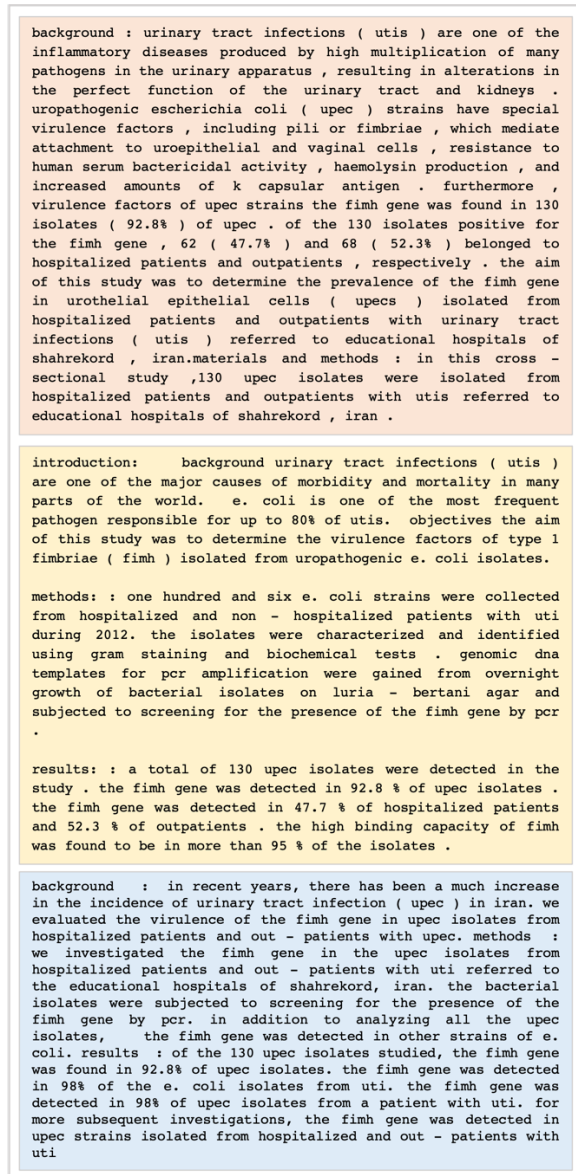 background : urinary tract infections ( utis ) are one of the
inflammatory diseases produced by high multiplication of many
pathogens in the urinary apparatus , resulting in alterations in
the perfect function of the urinary tract and kidneys .
uropathogenic escherichia coli ( upec ) strains have special
virulence factors , including pili or fimbriae , which mediate
attachment to uroepithelial and vaginal cells , resistance to
human serum bactericidal activity , haemolysin production , and
increased amounts of k capsular antigen . furthermore ,
virulence factors of upec strains the fimh gene was found in 130
isolates ( 92.8% ) of upec . of the 130 isolates positive for
the fimh gene , 62 ( 47.7% ) and 68 ( 52.3% ) belonged to
hospitalized patients and outpatients , respectively . the aim
of this study was to determine the prevalence of the fimh gene
in urothelial epithelial cells ( upecs ) isolated from
hospitalized patients and outpatients with urinary tract
infections ( utis ) referred to educational hospitals of
shahrekord , iran.materials and methods : in this cross -
sectional study ,130 upec isolates were isolated from
hospitalized patients and outpatients with utis referred to
educational hospitals of shahrekord , iran .
introduction: background urinary tract infections ( utis )
are one of the major causes of morbidity and mortality in many
parts of the world. e. coli is one of the most frequent
pathogen responsible for up to 80% of utis. objectives the aim
of this study was to determine the virulence factors of type 1
fimbriae ( fimh ) isolated from uropathogenic e. coli isolates.
methods: : one hundred and six e. coli strains were collected
from hospitalized and non - hospitalized patients with uti
during 2012. the isolates were characterized and identified
using gram staining and biochemical tests . genomic dna
templates for pcr amplification were gained from overnight
growth of bacterial isolates on luria - bertani agar and
subjected to screening for the presence of the fimh gene by pcr
.
results: : a total of 130 upec isolates were detected in the
study . the fimh gene was detected in 92.8 % of upec isolates .
the fimh gene was detected in 47.7 % of hospitalized patients
and 52.3 % of outpatients . the high binding capacity of fimh
was found to be in more than 95 % of the isolates .
background : in recent years, there has been a much increase
in the incidence of urinary tract infection ( upec ) in iran. we
evaluated the virulence of the fimh gene in upec isolates from
hospitalized patients and out - patients with upec. methods :
we investigated the fimh gene in the upec isolates from
hospitalized patients and out - patients with uti referred to
the educational hospitals of shahrekord, iran. the bacterial
isolates were subjected to screening for the presence of the
fimh gene by pcr. in addition to analyzing all the upec
isolates, the fimh gene was detected in other strains of e.
coli. results : of the 130 upec isolates studied, the fimh gene
was found in 92.8% of upec isolates. the fimh gene was detected
in 98% of the e. coli isolates from uti. the fimh gene was
detected in 98% of upec isolates from a patient with uti. for
more subsequent investigations, the fimh gene was detected in
upec strains isolated from hospitalized and out - patients with
uti